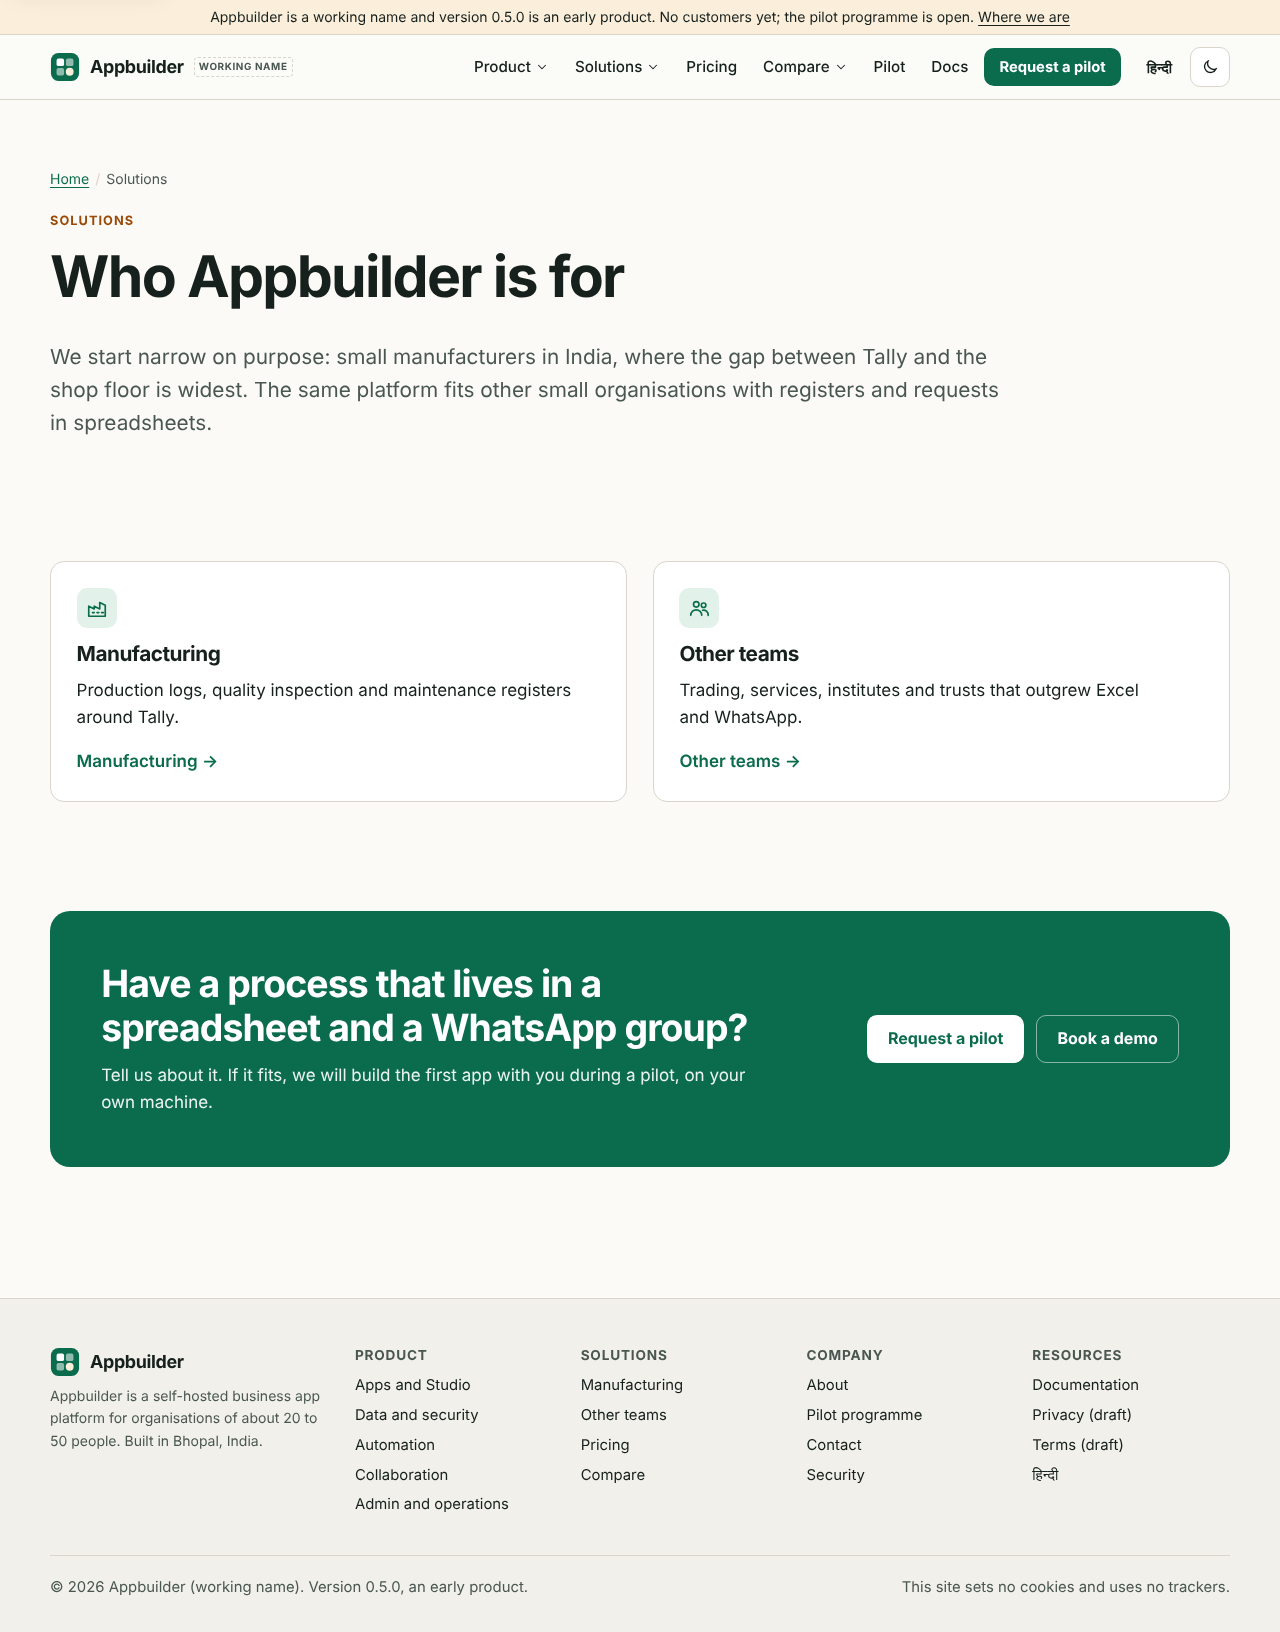 Appbuilder is a working name and version 0.5.0 is an early product. No customers yet; the pilot programme is open. Where we are
Appbuilder WORKING NAME Product Solutions Pricing Compare Pilot Docs Request a pilot हिन्दी
Home / Solutions
SOLUTIONS
Who Appbuilder is for
We start narrow on purpose: small manufacturers in India, where the gap between Tally and the
shop floor is widest. The same platform fits other small organisations with registers and requests
in spreadsheets.
Manufacturing
Production logs, quality inspection and maintenance registers
around Tally.
Manufacturing →
Other teams
Trading, services, institutes and trusts that outgrew Excel
and WhatsApp.
Other teams →
Have a process that lives in a
spreadsheet and a WhatsApp group?
Tell us about it. If it fits, we will build the first app with you during a pilot, on your
own machine.
Request a pilot Book a demo
Appbuilder
Appbuilder is a self-hosted business app
platform for organisations of about 20 to
50 people. Built in Bhopal, India.
PRODUCT
Apps and Studio
Data and security
Automation
Collaboration
Admin and operations
SOLUTIONS
Manufacturing
Other teams
Pricing
Compare
COMPANY
About
Pilot programme
Contact
Security
RESOURCES
Documentation
Privacy (draft)
Terms (draft)
हिन्दी
© 2026 Appbuilder (working name). Version 0.5.0, an early product.
This site sets no cookies and uses no trackers.